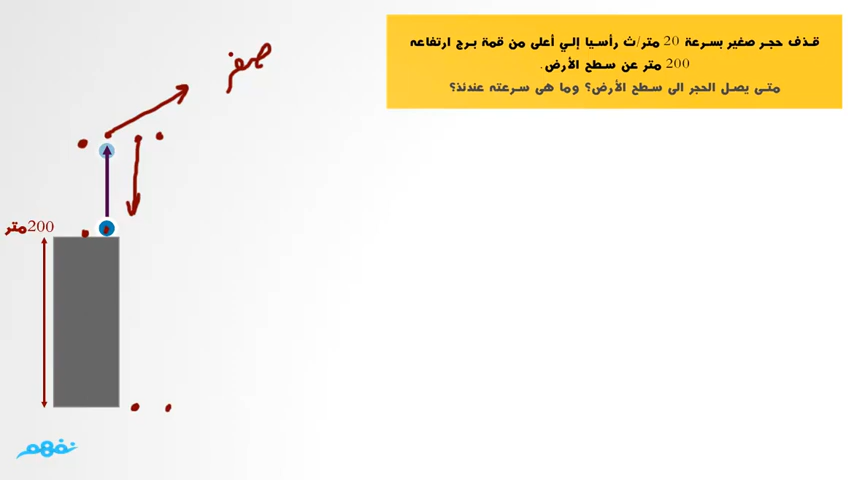 قذف حجر صغير بسرعة 20 متر/ث رأسيا إلي أعلى من قمة برج ارتفاعه
200 متر عن سطح الأرض.
متى يصل الحجر الى سطح الأرض؟ وما هى سرعته عندئذ؟
صفر
200متر
نفهم